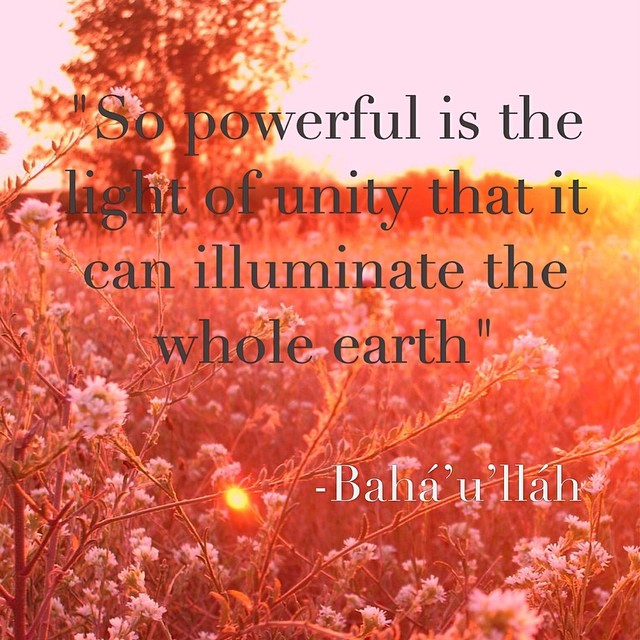 "So powerful is the
light of unity that it
can illuminate the
whole earth"
-Bahá’u’lláh